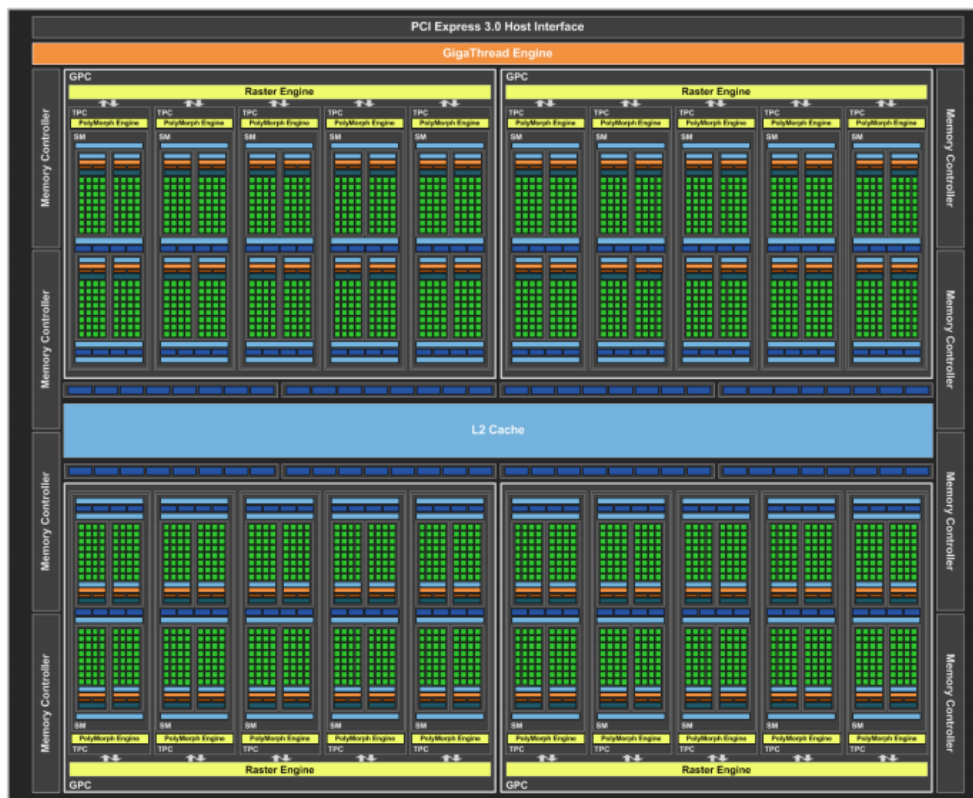 PCI Express 3.0 Host Interface
GigaThread Engine
GPC GPC
Raster Engine Raster Engine
TPC TPC TPC TPC TPC TPC TPC TPC TPC TPC
PolyMorph Engine PolyMorph Engine PolyMorph Engine PolyMorph Engine PolyMorph Engine PolyMorph Engine PolyMorph Engine PolyMorph Engine PolyMorph Engine PolyMorph Engine
SM SM SM SM SM SM SM SM SM SM
Memory Controller Memory Controller
Memory Controller Memory Controller
L2 Cache
Memory Controller Memory Controller
Memory Controller Memory Controller
SM SM SM SM SM SM SM SM SM SM
PolyMorph Engine PolyMorph Engine PolyMorph Engine PolyMorph Engine PolyMorph Engine PolyMorph Engine PolyMorph Engine PolyMorph Engine PolyMorph Engine PolyMorph Engine
TPC TPC TPC TPC TPC TPC TPC TPC TPC TPC
Raster Engine Raster Engine
GPC GPC